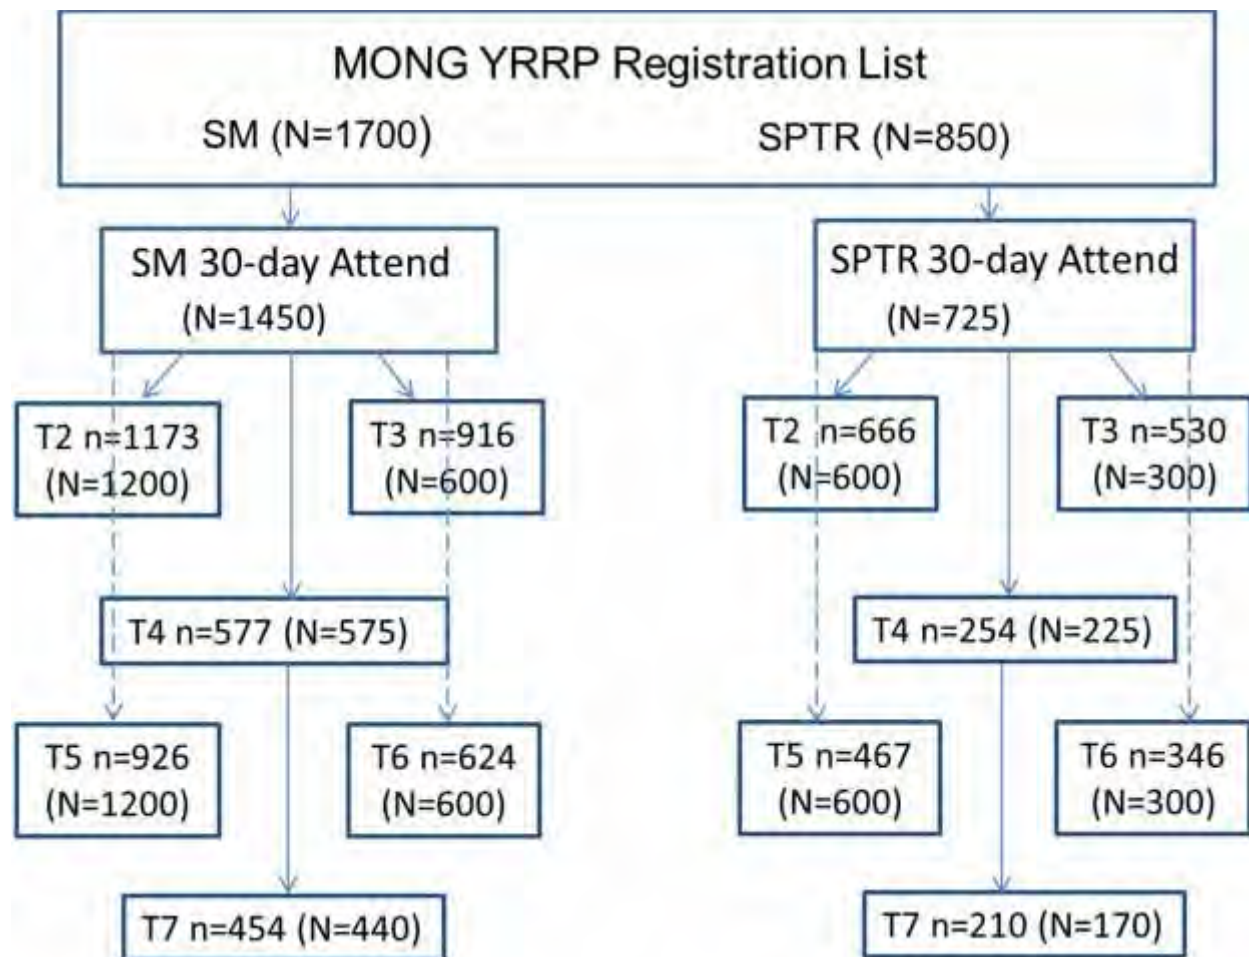 MONG YRRP Registration List
SM (N=1700)
SPTR (N=850)
SM 30-day Attend
(N=1450)
SPTR 30-day Attend
(N=725)
T2 n=1173
(N=1200)
T3 n=916
(N=600)
T2 n=666
(N=600)
T3 n=530
(N=300)
T4 n=577 (N=575)
T4 n=254 (N=225)
T5 n=926
(N=1200)
T6 n=624
(N=600)
T5 n=467
(N=600)
T6 n=346
(N=300)
T7 n=454 (N=440)
T7 n=210 (N=170)